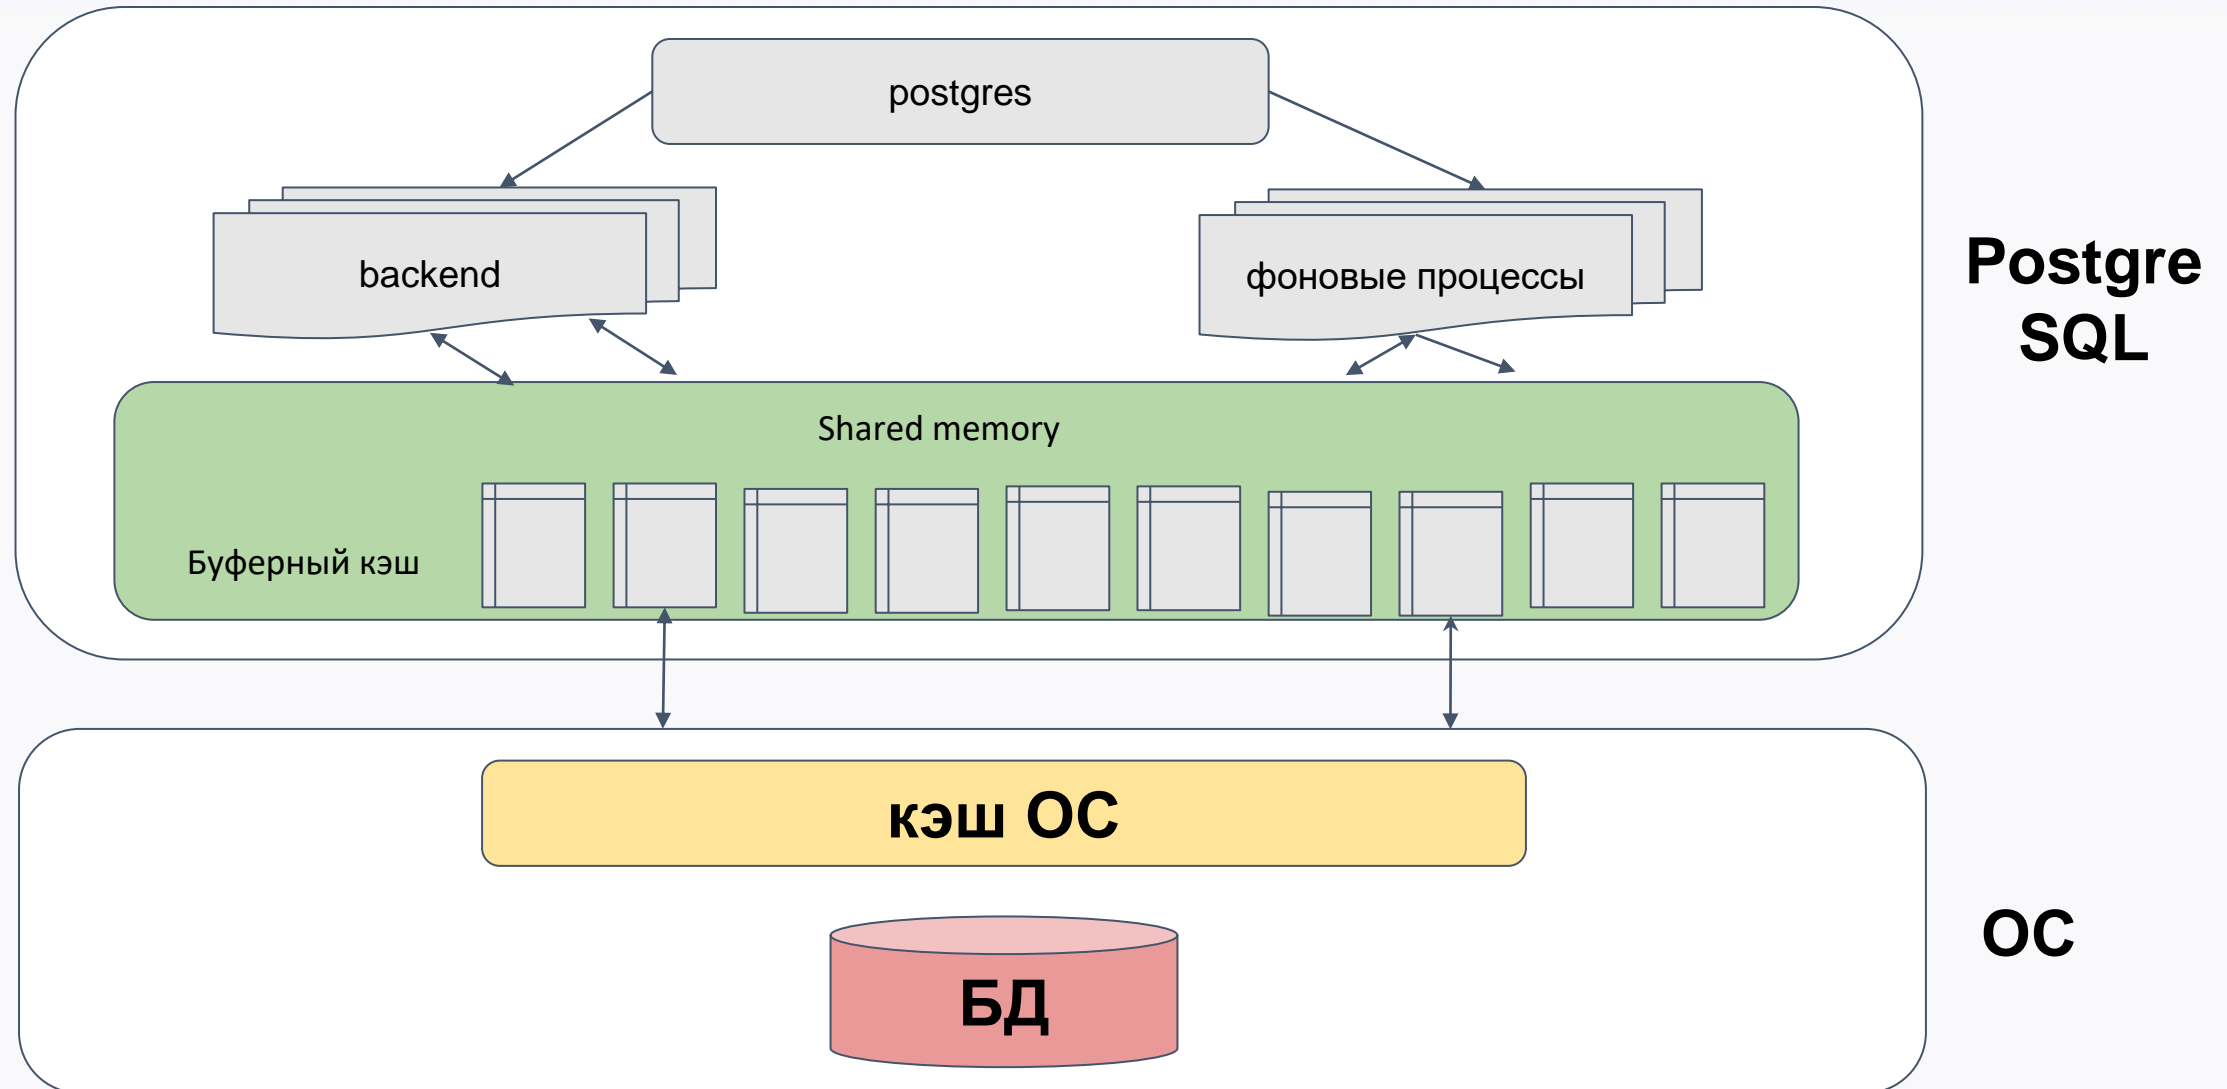 postgres
backend
фоновые процессы
Postgre
SQL
Shared memory
Буферный кэш
кэш ОС
ОС
БД